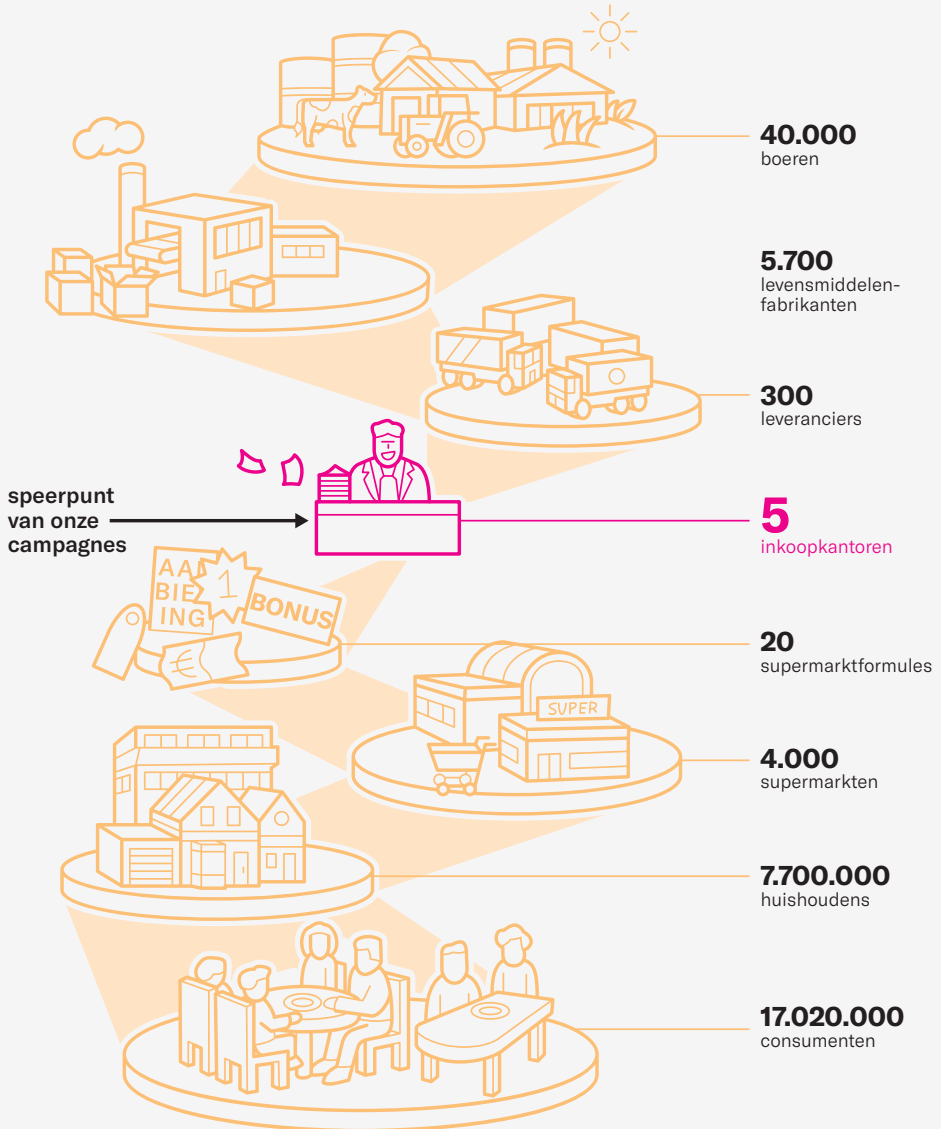 40.000
boeren
5.700
levensmiddelen-
fabrikanten
300
leveranciers
speerpunt
van onze
campagnes
5
inkoopkantoren
AAN
BIE
ING
1
BONUS
€
20
supermarktformules
SUPER
4.000
supermarkten
7.700.000
huishoudens
17.020.000
consumenten